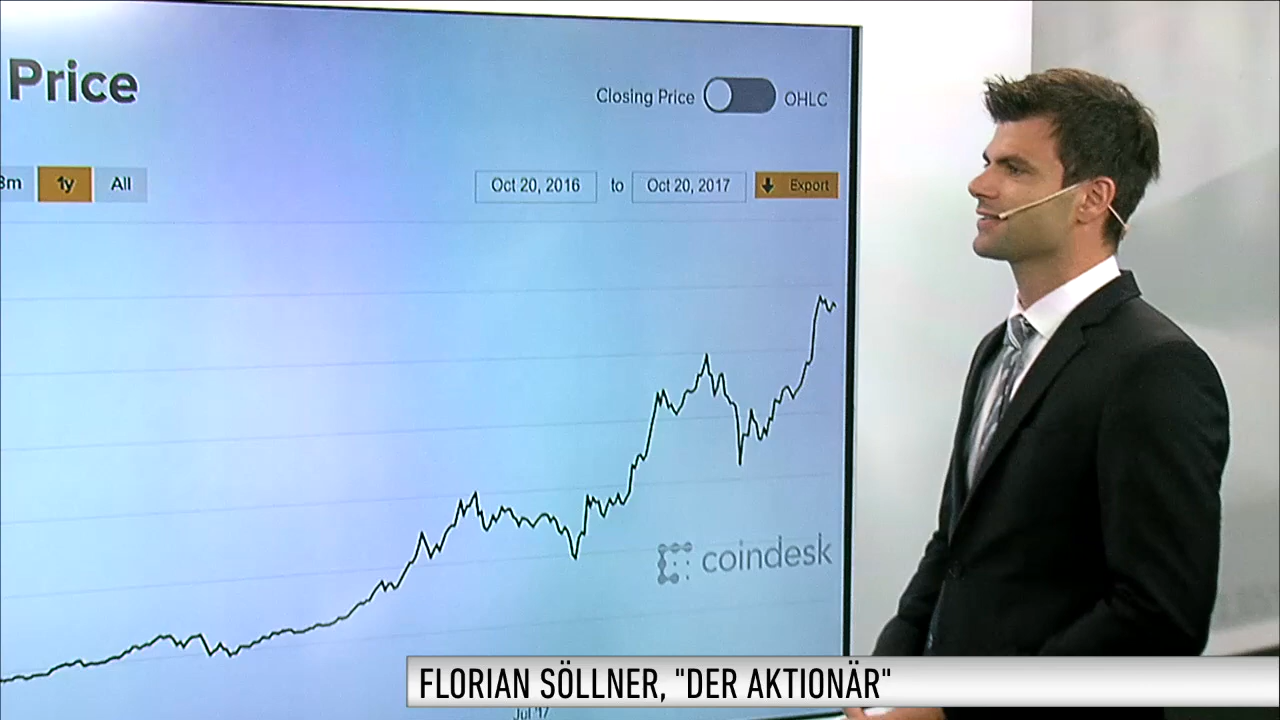 Price
Closing Price OHLC
3m 1y All
Oct 20, 2016 to Oct 20, 2017 Export
coindesk
FLORIAN SÖLLNER, "DER AKTIONÄR"
Jul '17